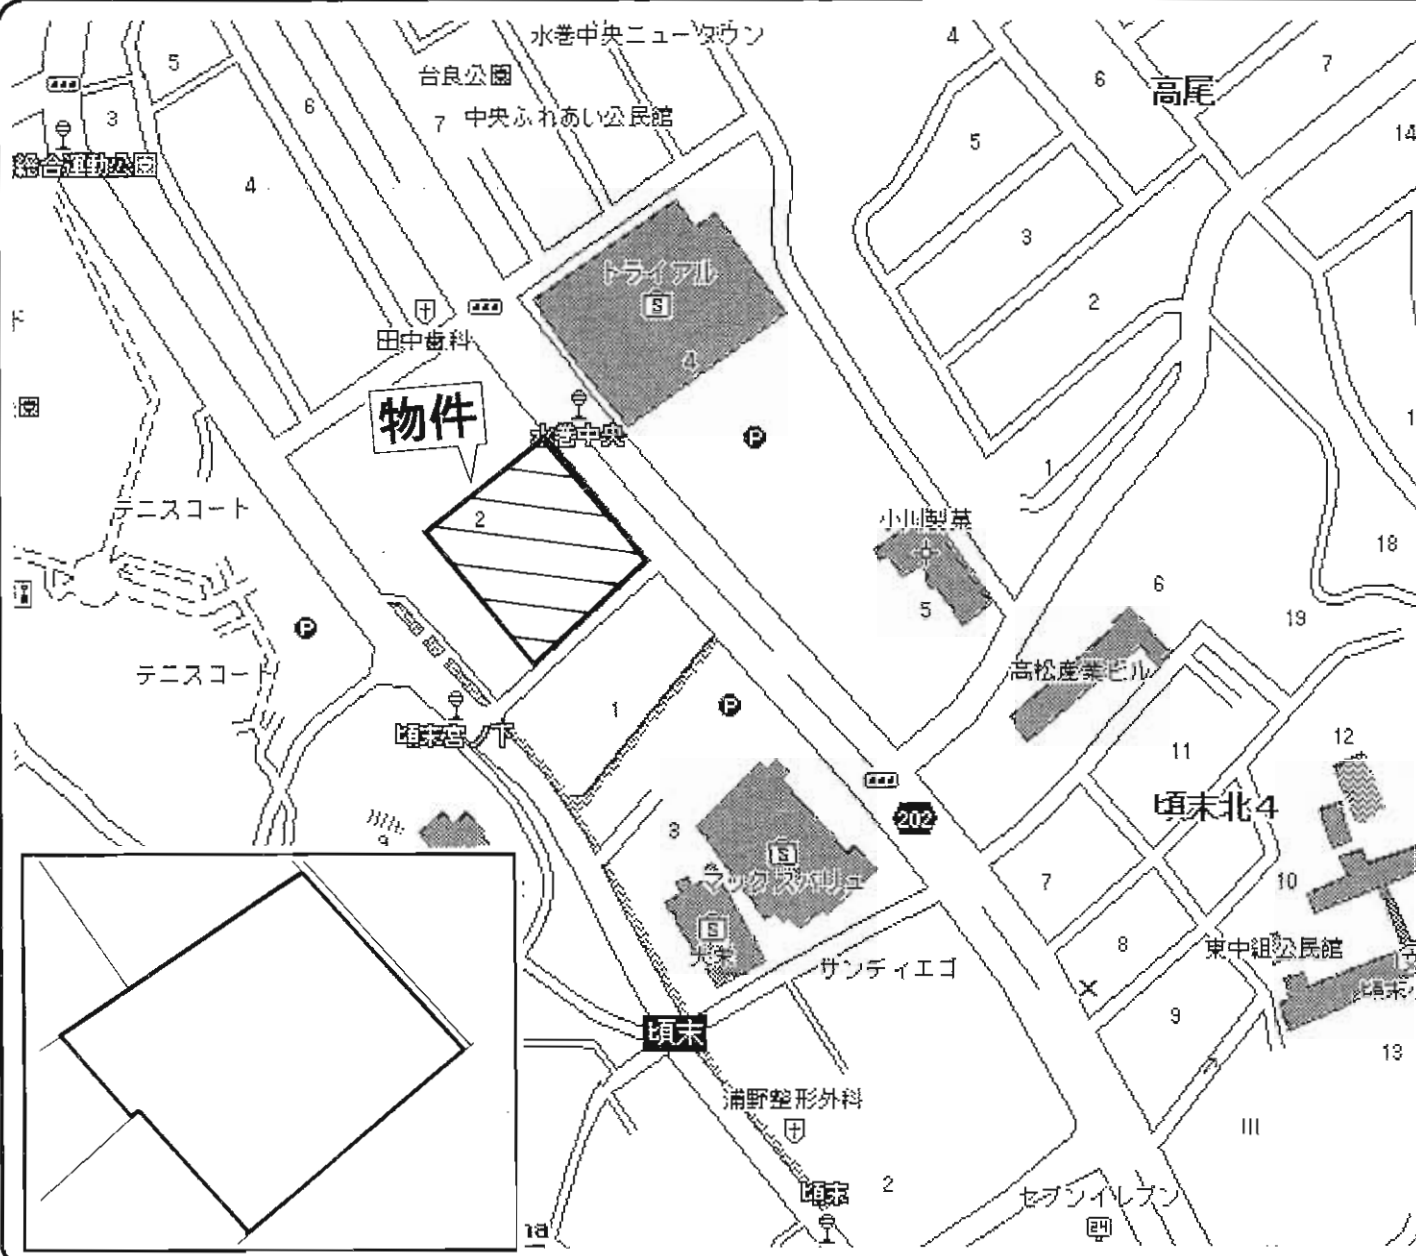 水巻中央ニュータウン
4
5
台良公園
6
7
高尾
6
3
7
中央ふれあい公民館
14
5
総合運動公園
4
3
トライアル
S
2
田中歯科
4
物件
水巻中央
P
園
1
テニスコート
2
小川製菓
18
5
6
19
P
テニスコート
高松産業ビル
1
P
頃末宮ノ下
11
12
202
頃末北4
3
S
マックスバリュ
7
10
S
大栄
8
東中組公民館
サンディエゴ
9
頃末
13
浦野整形外科
2
頃末
セブンイレブン
24